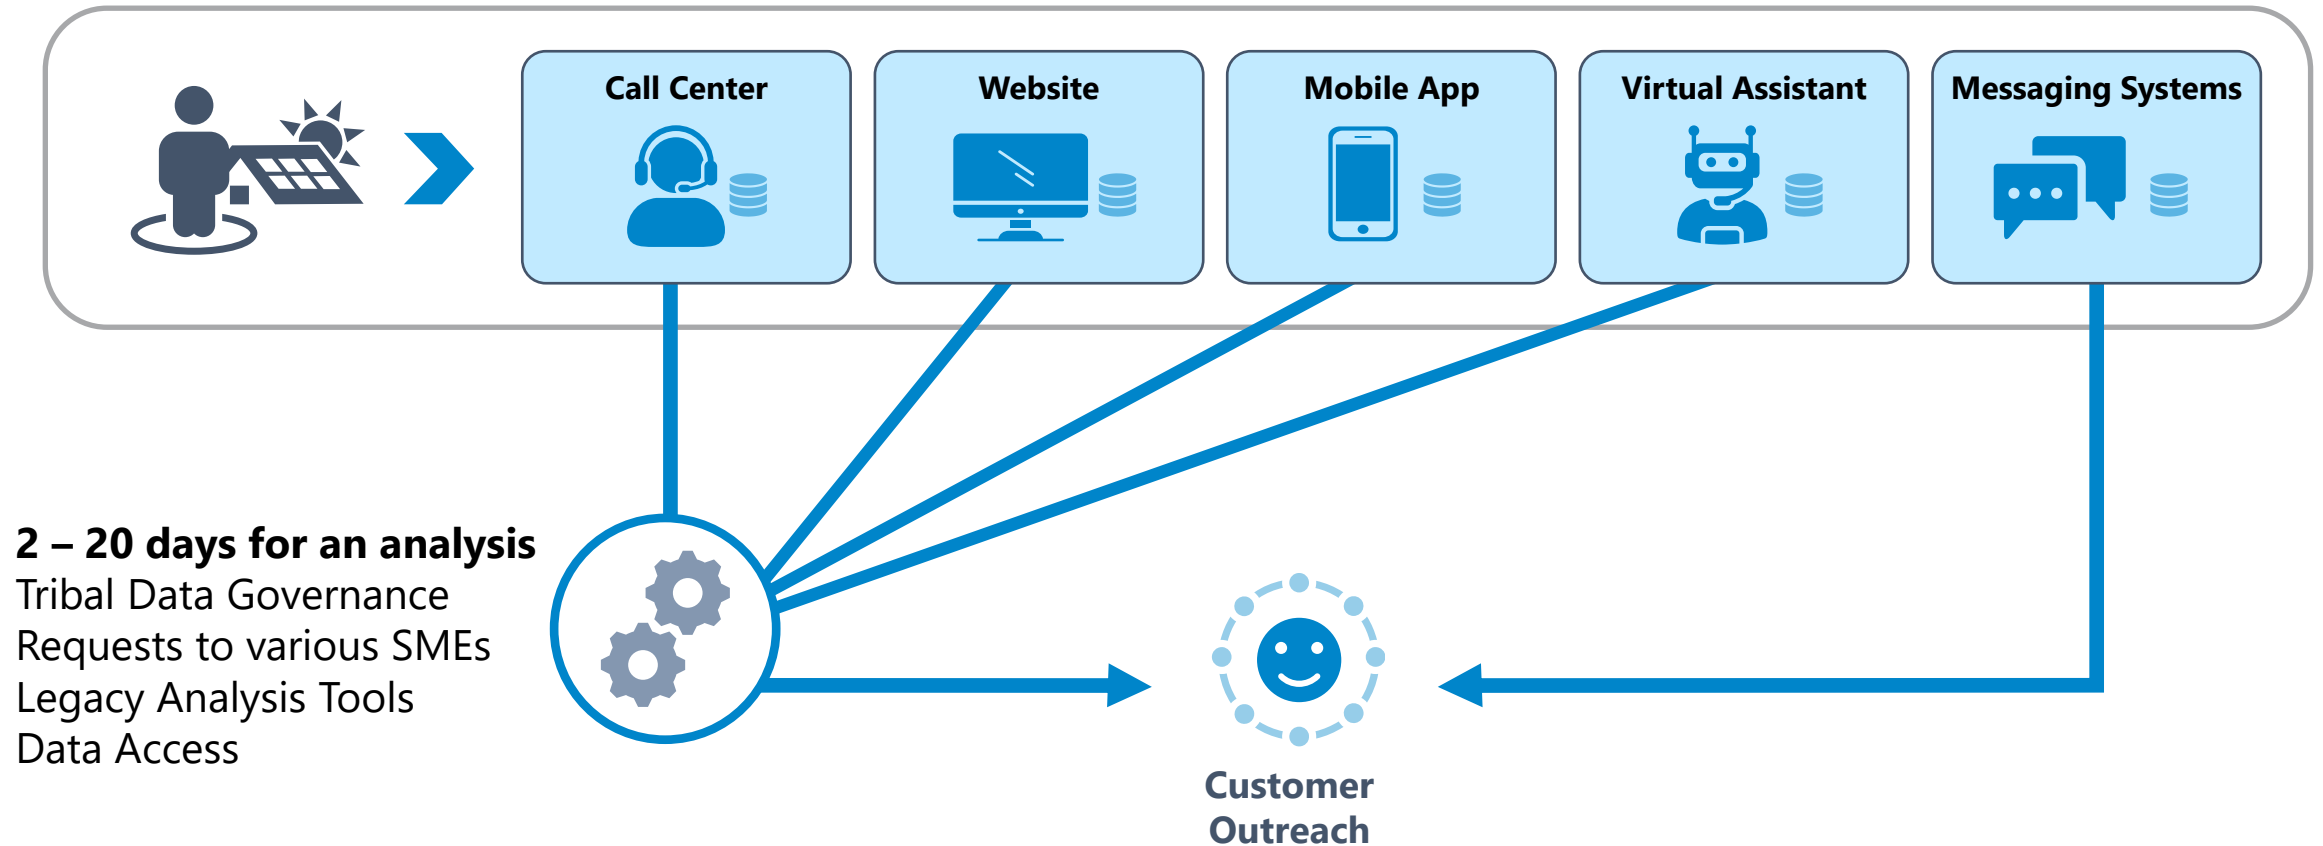 Call Center
Website
Mobile App
Virtual Assistant
Messaging Systems
2 – 20 days for an analysis
Tribal Data Governance
Requests to various SMEs
Legacy Analysis Tools
Data Access
Customer
Outreach